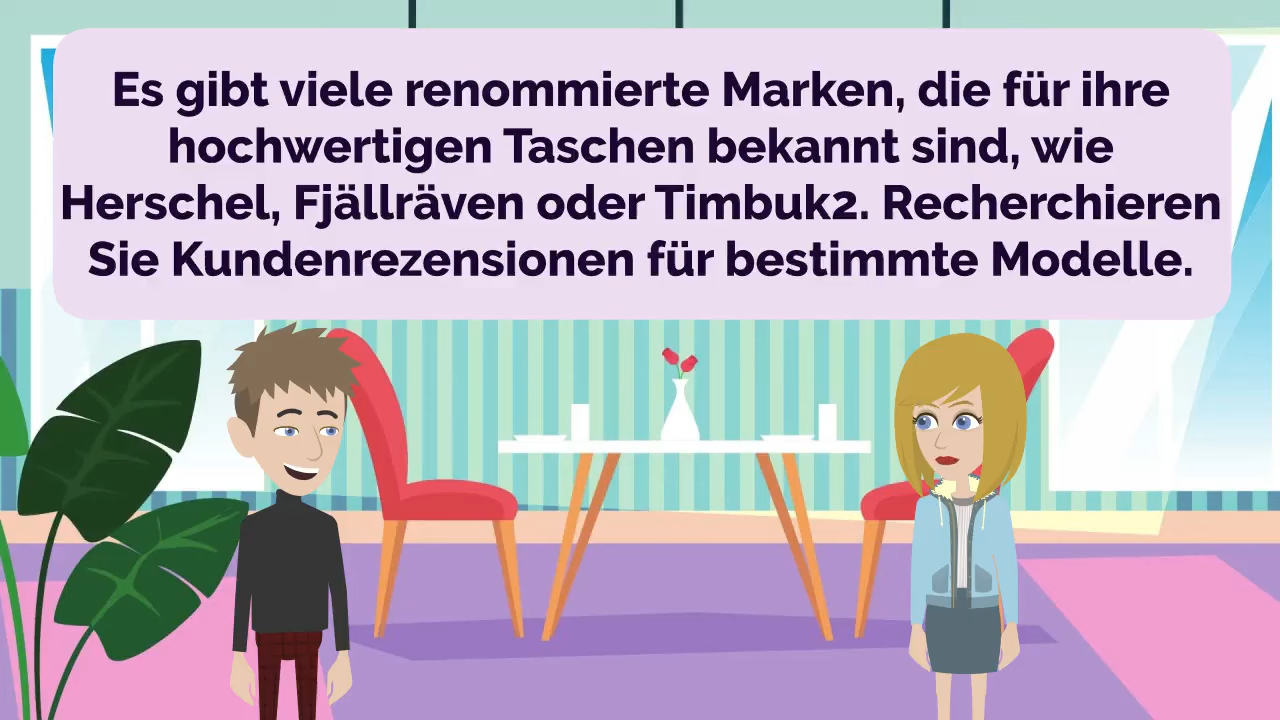 Es gibt viele renommierte Marken, die für ihre
hochwertigen Taschen bekannt sind, wie
Herschel, Fjällräven oder Timbuk2. Recherchieren
Sie Kundenrezensionen für bestimmte Modelle.